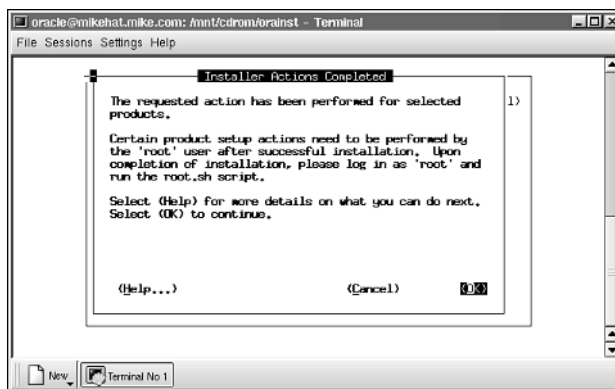 oracle@mikehat.mike.com: /mnt/cdrom/orainst - Terminal
File Sessions Settings Help
Installer Actions Completed
The requested action has been performed for selected
products.
l)
Certain product setup actions need to be performed by
the 'root' user after successful installation. Upon
completion of installation, please log in as 'root' and
run the root.sh script.
Select (Help) for more details on what you can do next.
Select (OK) to continue.
(Help...) (Cancel) (OK)
New Terminal No 1